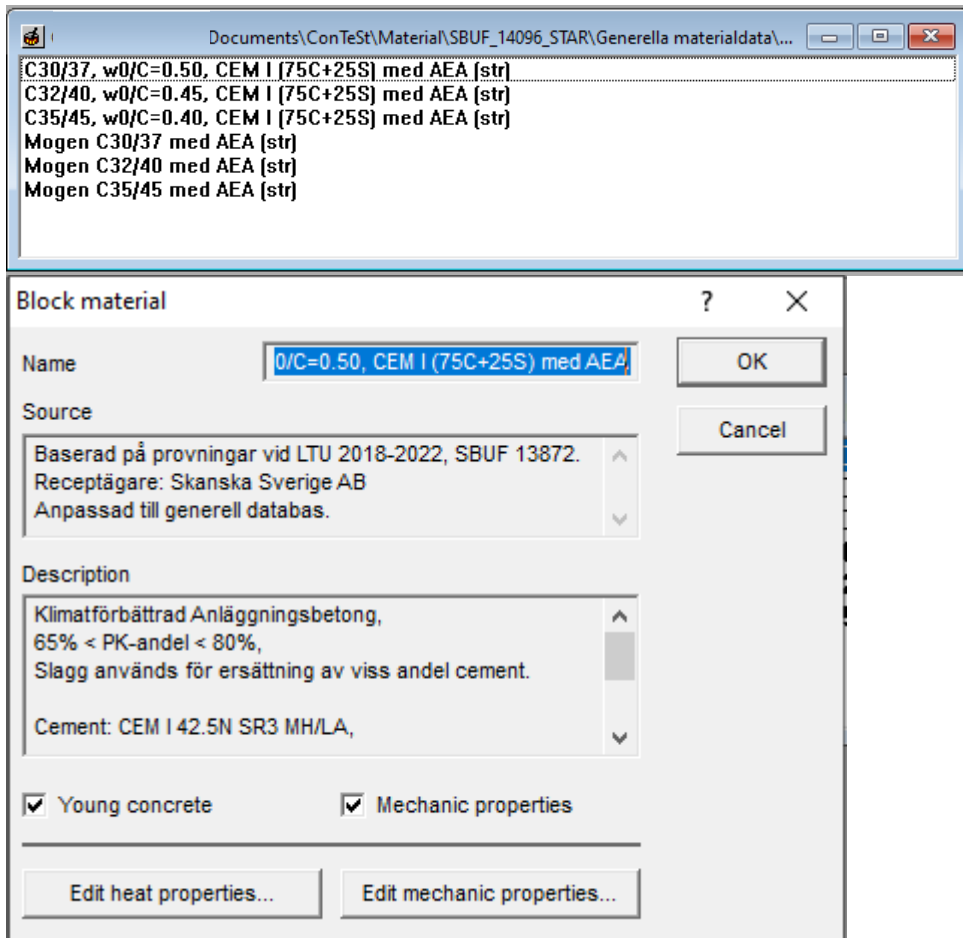 Documents\ConTeSt\Material\SBUF_14096_STAR\Generella materialdata\...
C30/37, w0/C=0.50, CEM I (75C+25S) med AEA (str)
C32/40, w0/C=0.45, CEM I (75C+25S) med AEA (str)
C35/45, w0/C=0.40, CEM I (75C+25S) med AEA (str)
Mogen C30/37 med AEA (str)
Mogen C32/40 med AEA (str)
Mogen C35/45 med AEA (str)
Block material ?
Name 0/C=0.50, CEM I (75C+25S) med AEA, OK
Source Cancel
Baserad på provningar vid LTU 2018-2022, SBUF 13872.
Receptägare: Skanska Sverige AB
Anpassad till generell databas.
Description
Klimatförbättrad Anläggningsbetong,
65% < PK-andel < 80%,
Slagg används för ersättning av viss andel cement.
Cement: CEM I 42.5N SR3 MH/LA,
Young concrete Mechanic properties
Edit heat properties... Edit mechanic properties...